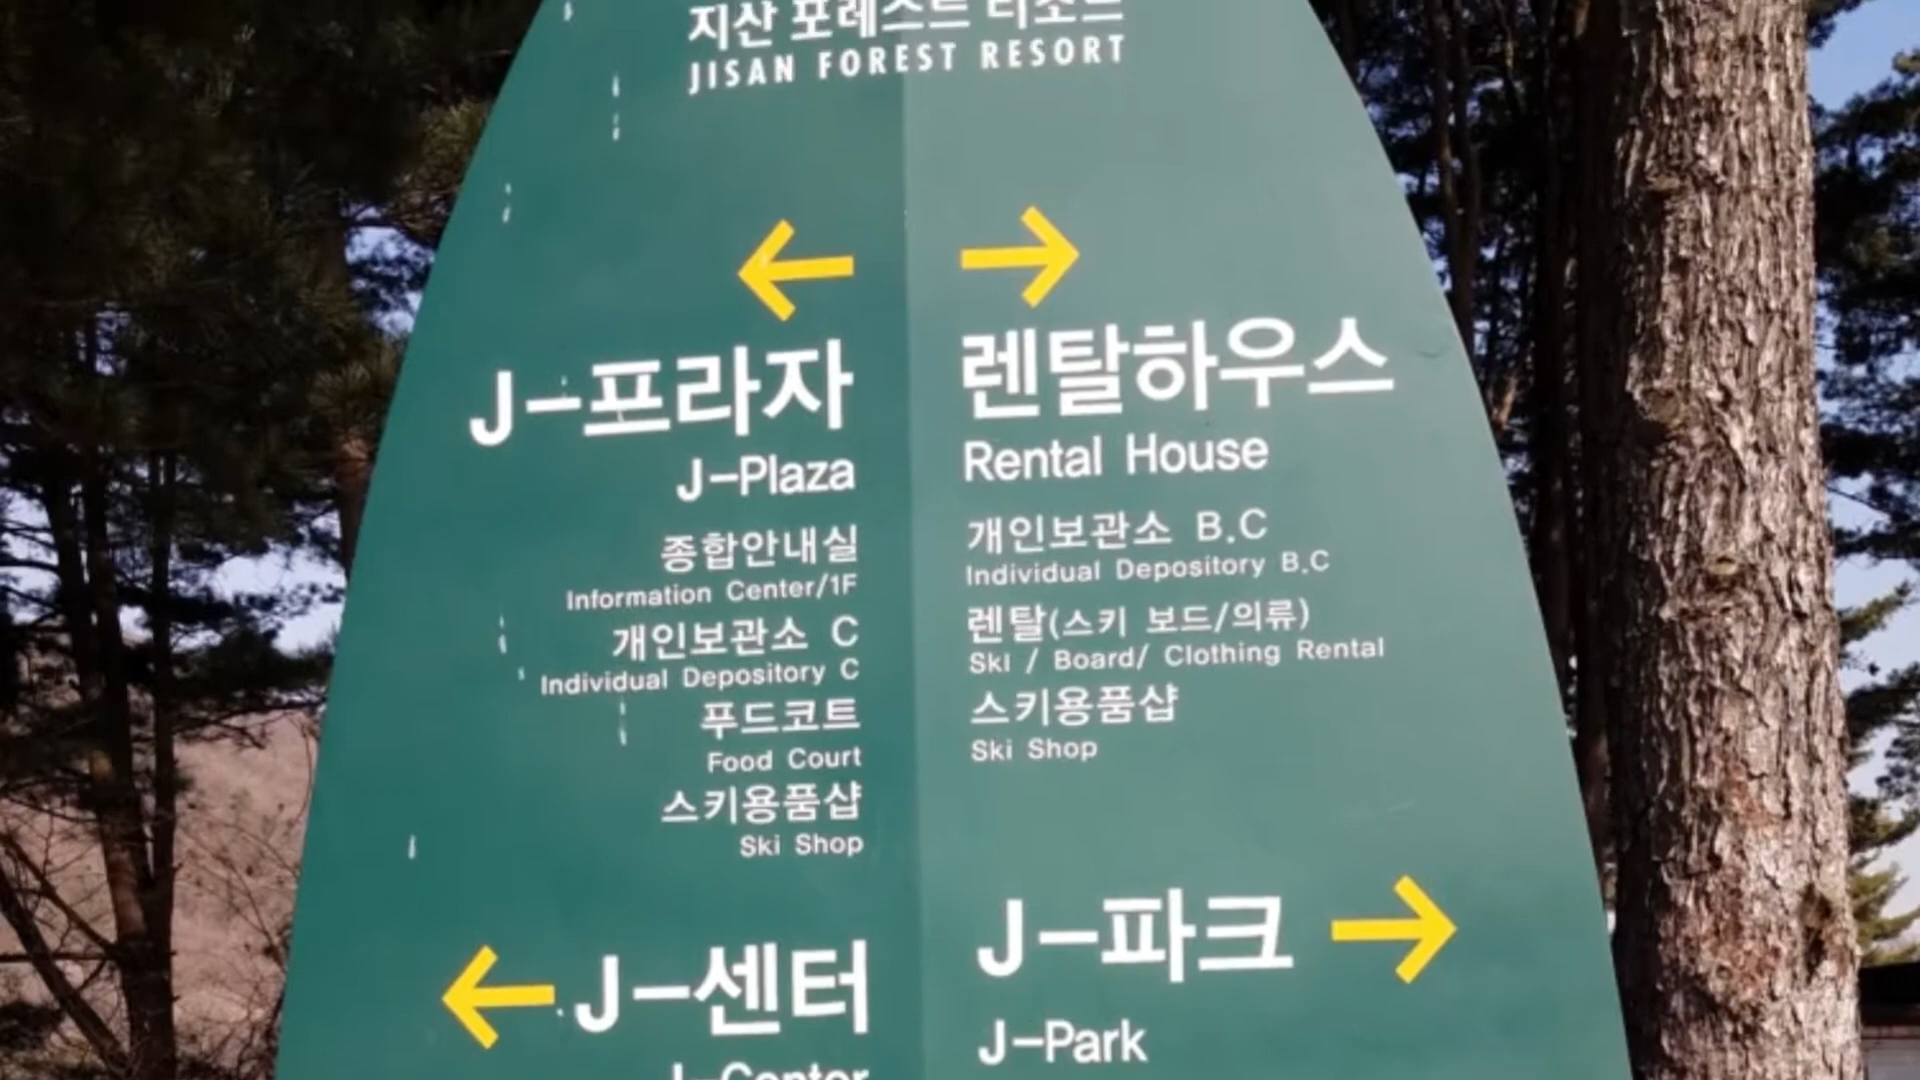 지산 포레스트 리조트
JISAN FOREST RESORT
J-포라자
J-Plaza
종합안내실
Information Center/1F
개인보관소 C
Individual Depository C
푸드코트
Food Court
스키용품샵
Ski Shop
렌탈하우스
Rental House
개인보관소 B.C
Individual Depository B.C
렌탈(스키 보드/의류)
Ski / Board/ Clothing Rental
스키용품샵
Ski Shop
J-센터
J-Center
J-파크
J-Park